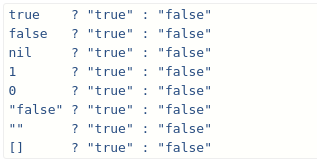 true    ? "true" : "false"
false   ? "true" : "false"
nil     ? "true" : "false"
1       ? "true" : "false"
0       ? "true" : "false"
"false" ? "true" : "false"
""      ? "true" : "false"
[]      ? "true" : "false"